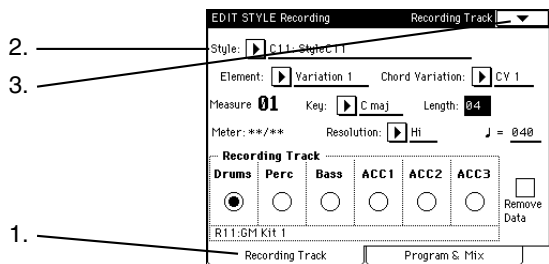 EDIT STYLE Recording Recording Track
2. Style: C11: StyleC11
3. Element: Variation 1 Chord Variation: CV 1
Measure 01 Key: C maj Length: 04
Meter: **/** Resolution: Hi ♩ = 040
Recording Track
Drums Perc Bass ACC1 ACC2 ACC3
Remove
Data
R11:GM Kit 1
1. Recording Track Program & Mix